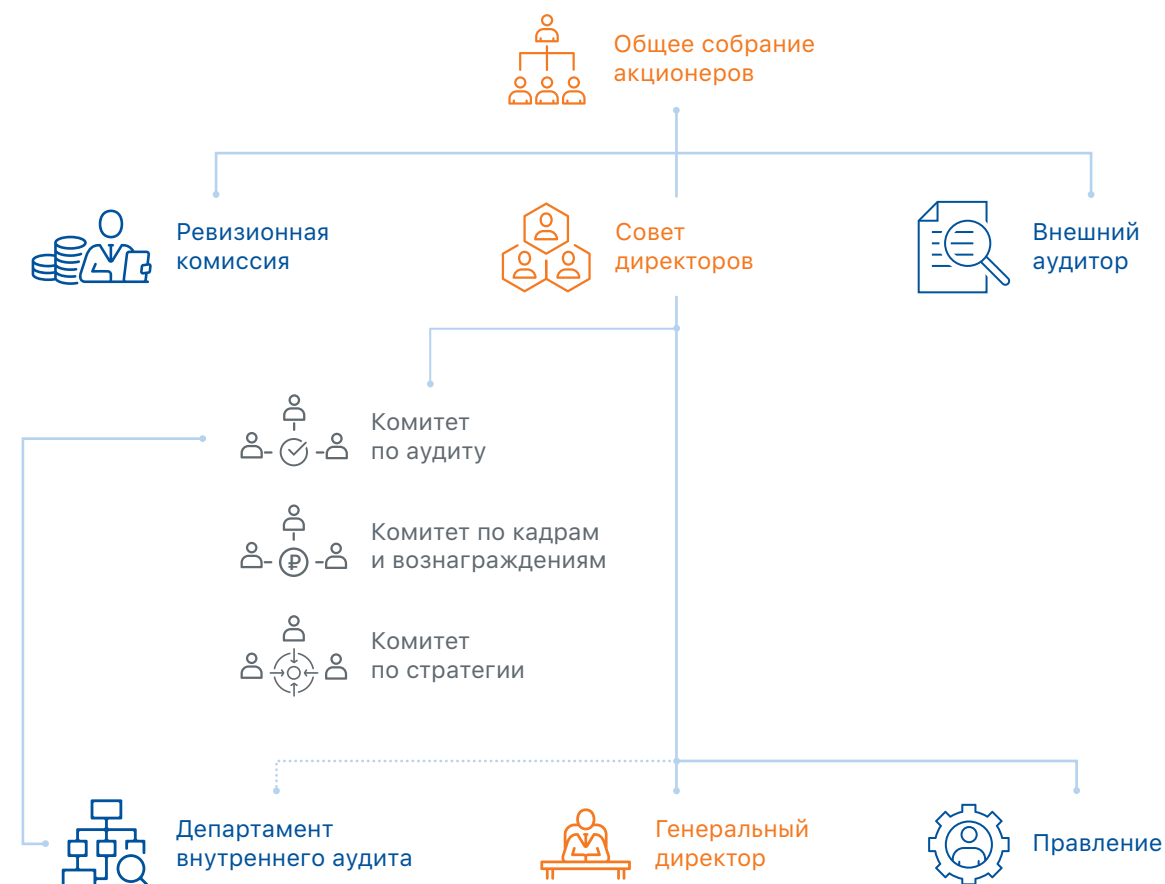 Общее собрание
акционеров
Ревизионная
комиссия
Совет
директоров
Внешний
аудитор
Комитет
по аудиту
Комитет по кадрам
и вознаграждениям
₽
Комитет
по стратегии
Департамент
внутреннего аудита
Генеральный
директор
Правление